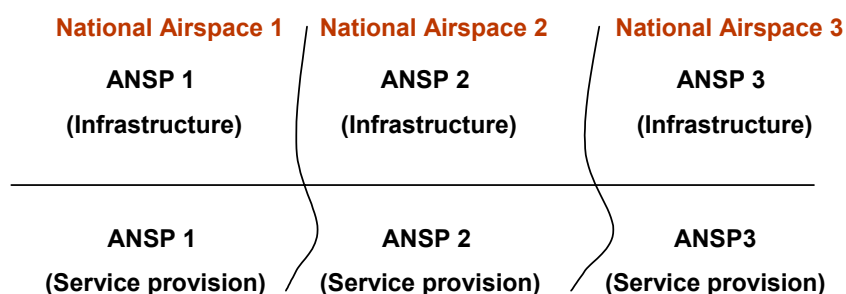 National Airspace 1 National Airspace 2 National Airspace 3
ANSP 1 ANSP 2 ANSP 3
(Infrastructure) (Infrastructure) (Infrastructure)
ANSP 1 ANSP 2 ANSP3
(Service provision) (Service provision) (Service provision)